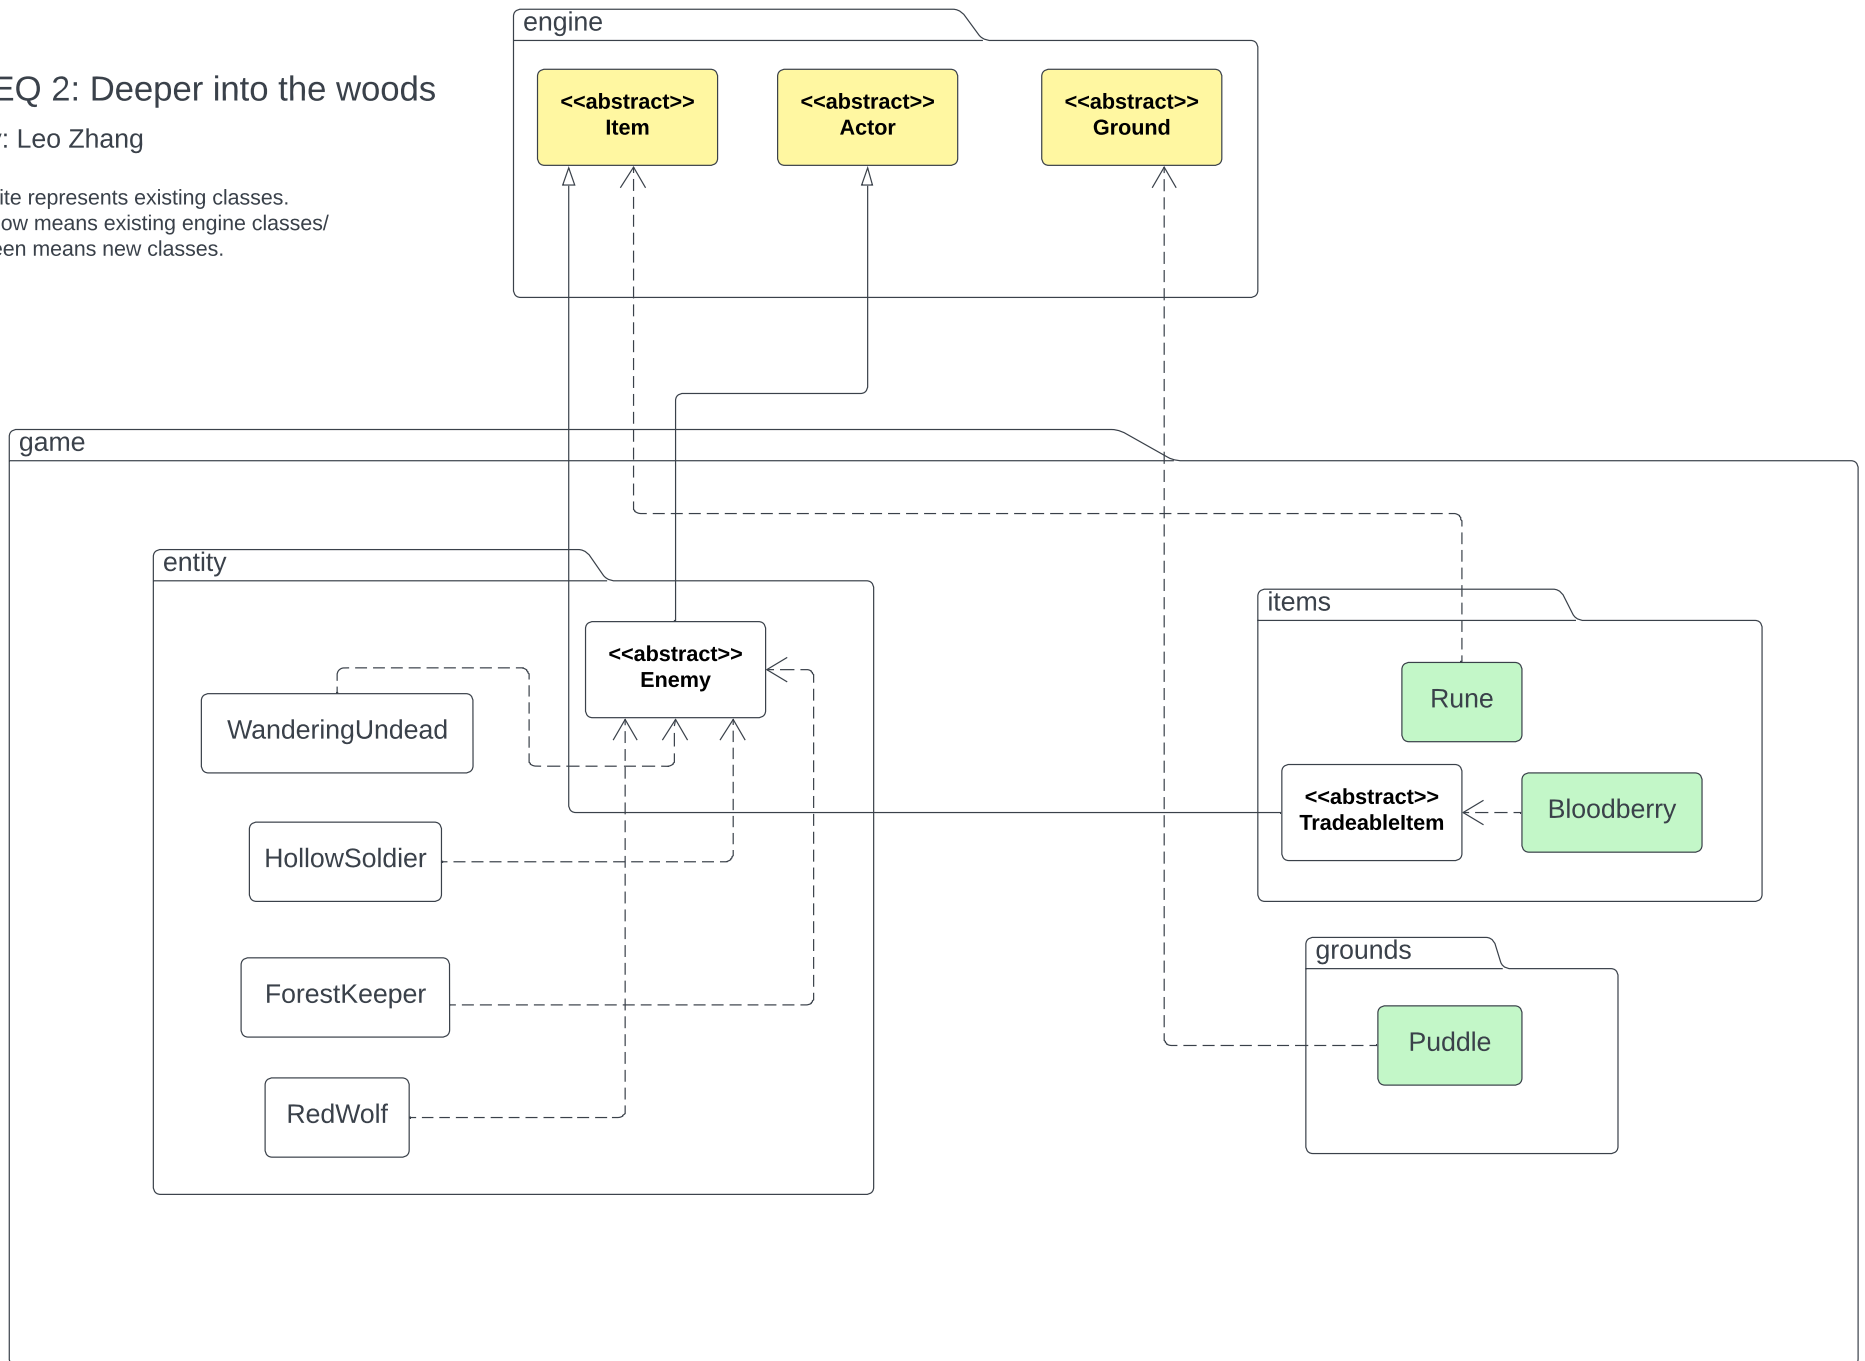 engine
EQ 2: Deeper into the woods
: Leo Zhang
ite represents existing classes.
ow means existing engine classes/
een means new classes.
<<abstract>>
Item
<<abstract>>
Actor
<<abstract>>
Ground
game
entity
<<abstract>>
Enemy
WanderingUndead
HollowSoldier
ForestKeeper
RedWolf
items
Rune
<<abstract>>
TradeableItem
Bloodberry
grounds
Puddle